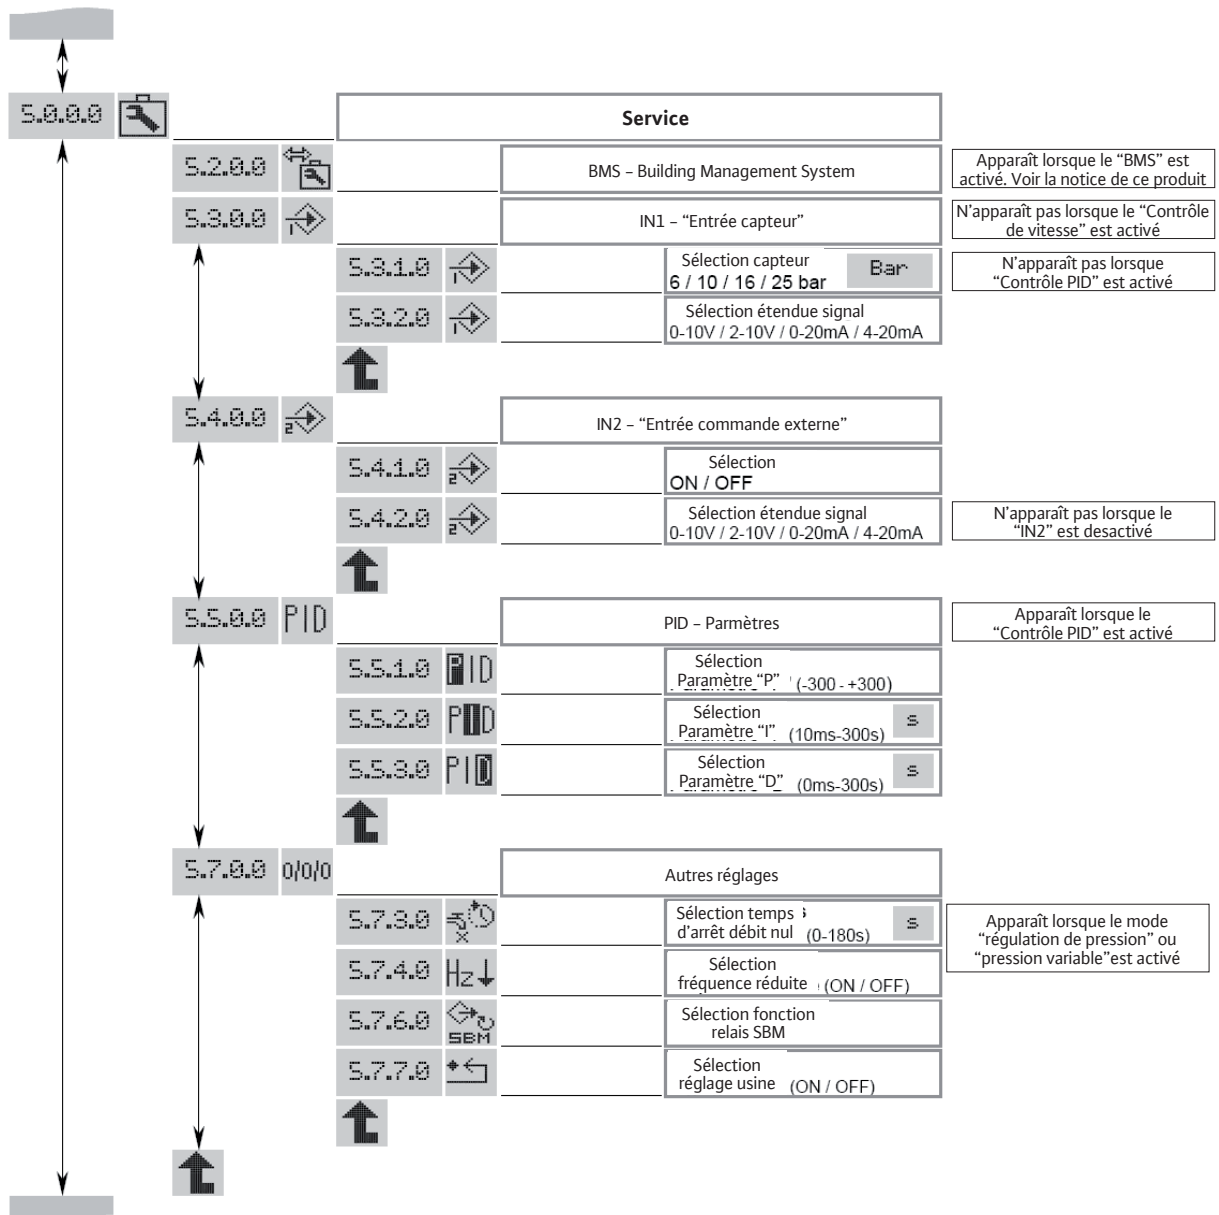 5.0.0.0
Service
5.2.0.0
BMS – Building Management System
Apparaît lorsque le “BMS” est
activé. Voir la notice de ce produit
5.3.0.0
1
IN1 – “Entrée capteur”
N’apparaît pas lorsque le “Contrôle
de vitesse” est activé
5.3.1.0
1
Sélection capteur
6 / 10 / 16 / 25 bar
Bar
N’apparaît pas lorsque
“Contrôle PID” est activé
5.3.2.0
1
Sélection étendue signal
0-10V / 2-10V / 0-20mA / 4-20mA
5.4.0.0
2
IN2 – “Entrée commande externe”
5.4.1.0
2
Sélection
ON / OFF
5.4.2.0
2
Sélection étendue signal
0-10V / 2-10V / 0-20mA / 4-20mA
N’apparaît pas lorsque le
“IN2” est desactivé
5.5.0.0
PID
PID – Parmètres
Apparaît lorsque le
“Contrôle PID” est activé
5.5.1.0
PID
Sélection
Paramètre “P” (-300 - +300)
5.5.2.0
PID
Sélection
Paramètre “I” (10ms-300s)
s
5.5.3.0
PID
Sélection
Paramètre “D” (0ms-300s)
s
5.7.0.0
0/0/0
Autres réglages
5.7.3.0
Sélection temps
d’arrêt débit nul (0-180s)
s
Apparaît lorsque le mode
“régulation de pression” ou
“pression variable”est activé
5.7.4.0
Hz
Sélection
fréquence réduite (ON / OFF)
5.7.6.0
SBM
Sélection fonction
relais SBM
5.7.7.0
Sélection
réglage usine (ON / OFF)